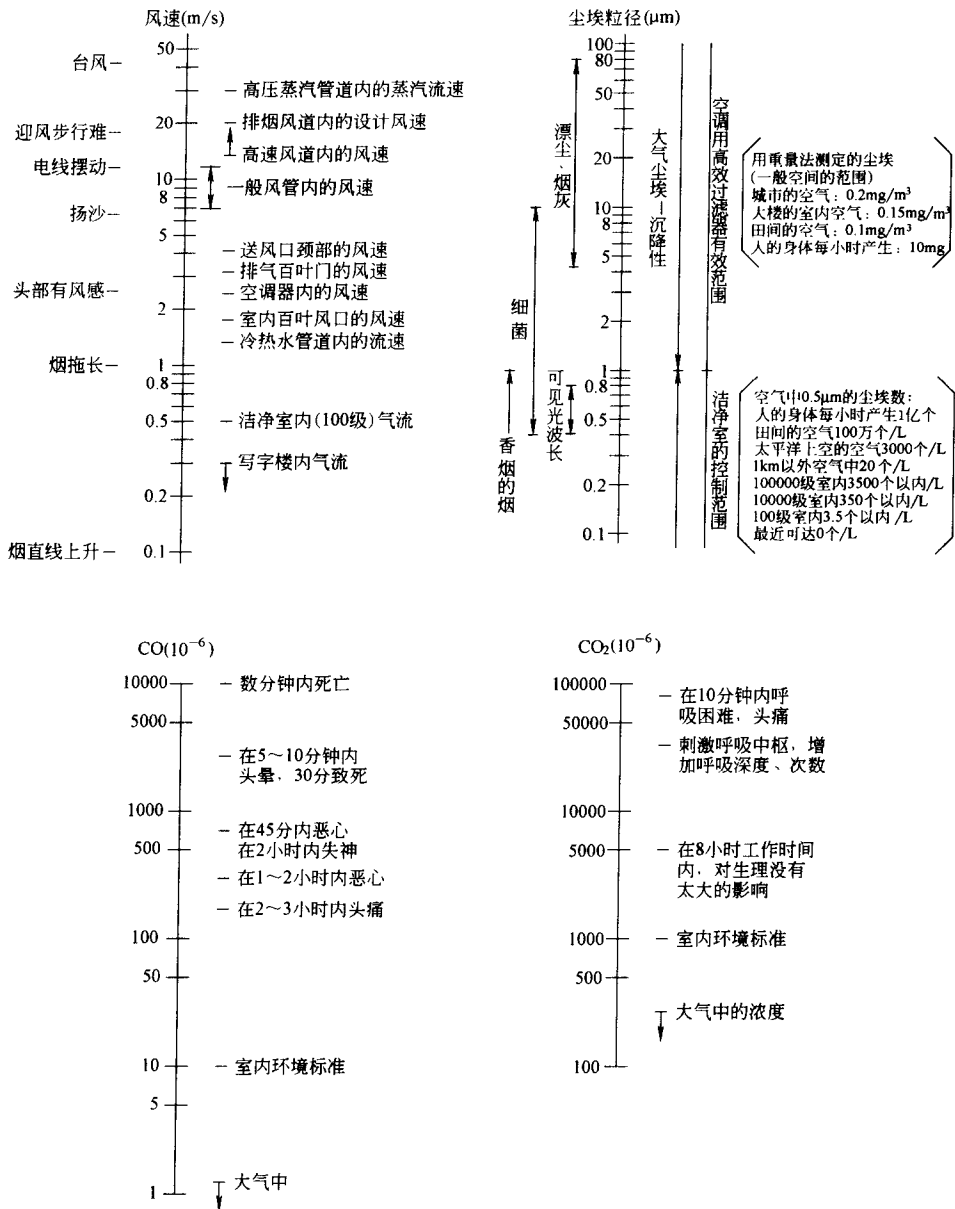 风速(m/s)
50
20
10
8
5
2
1
0.8
0.5
0.2
0.1
台风
迎风步行难
电线摆动
扬沙
头部有风感
烟拖长
烟直线上升
高压蒸汽管道内的蒸汽流速
排烟风道内的设计风速
高速风道内的风速
一般风管内的风速
送风口颈部的风速
排气百叶门的风速
空调器内的风速
室内百叶风口的风速
冷热水管道内的流速
洁净室内(100级)气流
写字楼内气流
尘埃粒径(μm)
100
80
50
20
10
8
5
2
1
0.8
0.5
0.2
0.1
香烟的烟
细菌
可见光波长
漂尘、烟灰
大气尘埃—沉降性
空调用高效过滤器有效范围
洁净室的控制范围
用重量法测定的尘埃
(一般空间的范围)
城市的空气：0.2mg/m³
大楼的室内空气：0.15mg/m³
田间的空气：0.1mg/m³
人的身体每小时产生：10mg
空气中0.5μm的尘埃数：
人的身体每小时产生1亿个
田间的空气100万个/L
太平洋上空的空气3000个/L
1km以外空气中20个/L
100000级室内3500个以内/L
10000级室内350个以内/L
100级室内3.5个以内/L
最近可达0个/L
CO(10⁻⁶)
10000
5000
1000
500
100
50
10
5
1
数分钟内死亡
在5～10分钟内
头晕，30分致死
在45分内恶心
在2小时内失神
在1～2小时内恶心
在2～3小时内头痛
室内环境标准
大气中
CO₂(10⁻⁶)
100000
50000
10000
5000
1000
500
100
在10分钟内呼
吸困难，头痛
刺激呼吸中枢，增
加呼吸深度、次数
在8小时工作时间
内，对生理没有
太大的影响
室内环境标准
大气中的浓度